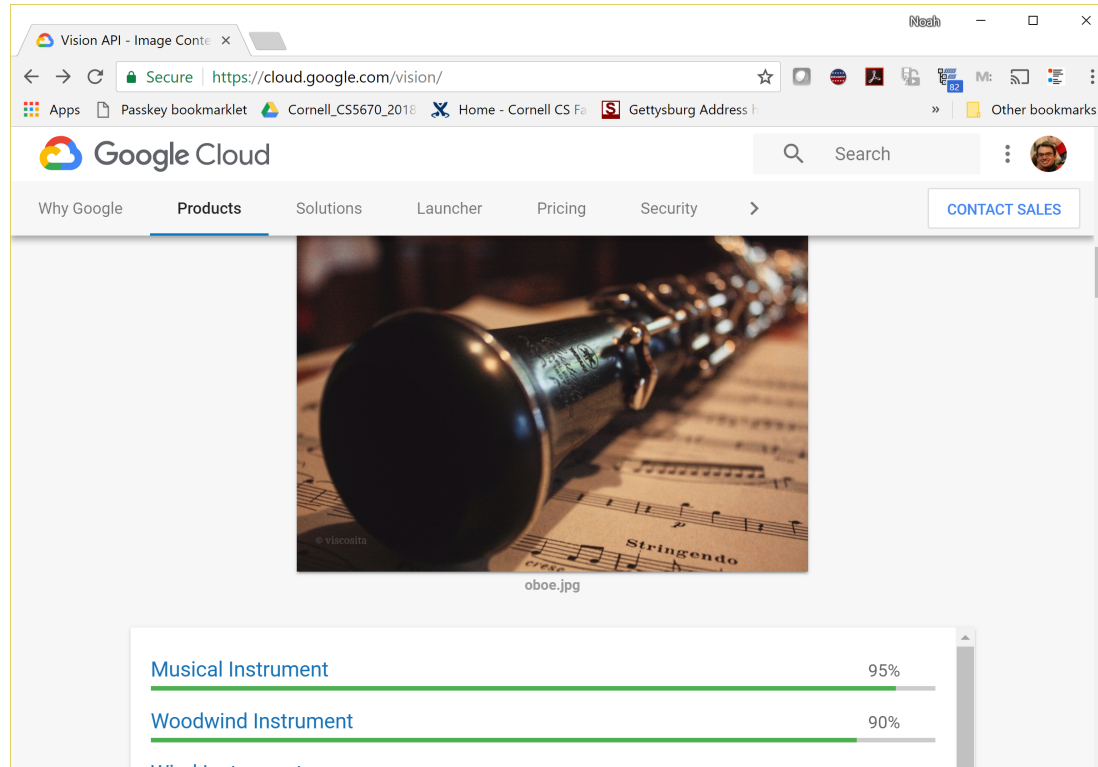 Noah
Vision API - Image Conte
Secure https://cloud.google.com/vision/
82 M:
Apps Passkey bookmarklet Cornell_CS5670_2018 Home - Cornell CS Fa S Gettysburg Address h » Other bookmarks
Google Cloud Search
Why Google Products Solutions Launcher Pricing Security CONTACT SALES
p
Stringendo
cresc
© viscosita
oboe.jpg
Musical Instrument 95%
Woodwind Instrument 90%